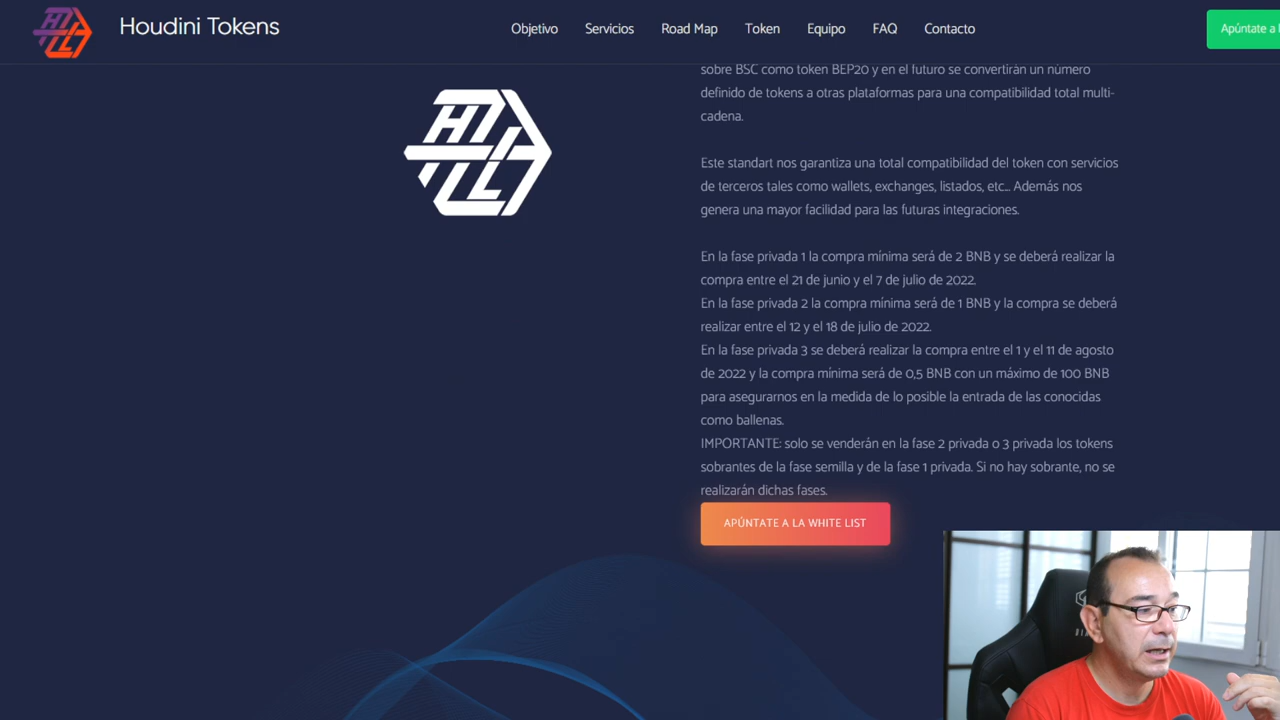 Houdini Tokens
Objetivo Servicios Road Map Token Equipo FAQ Contacto
Apúntate a l
sobre BSC como token BEP20 y en el futuro se convertirán un número
definido de tokens a otras plataformas para una compatibilidad total multi-
cadena.
Este standart nos garantiza una total compatibilidad del token con servicios
de terceros tales como wallets, exchanges, listados, etc... Además nos
genera una mayor facilidad para las futuras integraciones.
En la fase privada 1 la compra mínima será de 2 BNB y se deberá realizar la
compra entre el 21 de junio y el 7 de julio de 2022.
En la fase privada 2 la compra mínima será de 1 BNB y la compra se deberá
realizar entre el 12 y el 18 de julio de 2022.
En la fase privada 3 se deberá realizar la compra entre el 1 y el 11 de agosto
de 2022 y la compra mínima será de 0,5 BNB con un máximo de 100 BNB
para asegurarnos en la medida de lo posible la entrada de las conocidas
como ballenas.
IMPORTANTE: solo se venderán en la fase 2 privada o 3 privada los tokens
sobrantes de la fase semilla y de la fase 1 privada. Si no hay sobrante, no se
realizarán dichas fases.
APÚNTATE A LA WHITE LIST